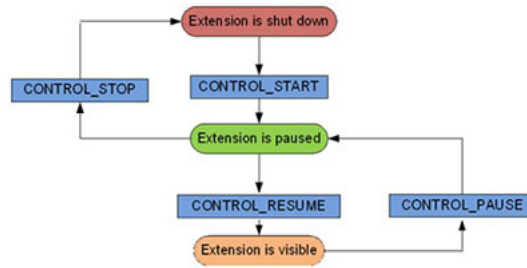 Extension is shut down
CONTROL_STOP
CONTROL_START
Extension is paused
CONTROL_RESUME
CONTROL_PAUSE
Extension is visible